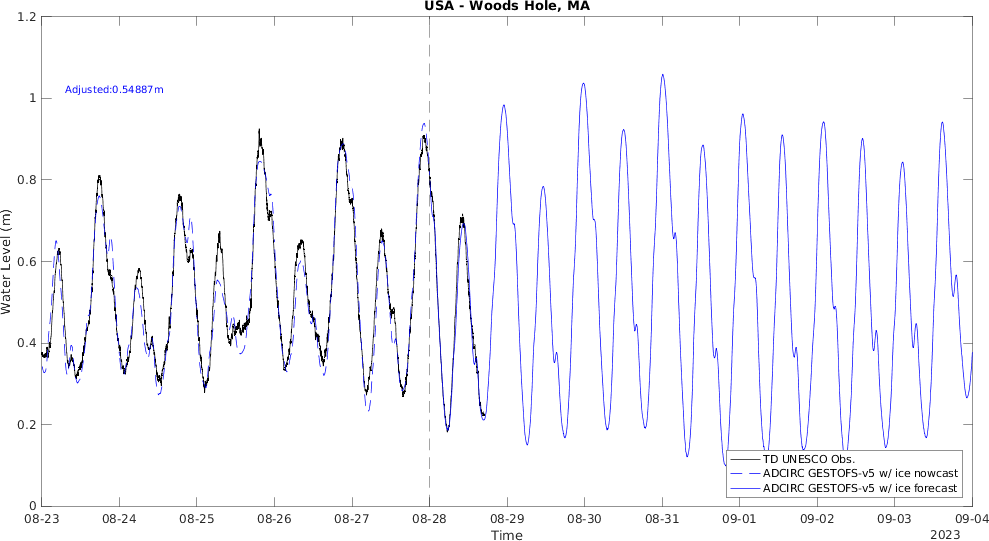 USA - Woods Hole, MA
1.2
1
0.8
0.6
0.4
0.2
0
Water Level (m)
Adjusted:0.54887m
TD UNESCO Obs.
ADCIRC GESTOFS-v5 w/ ice nowcast
ADCIRC GESTOFS-v5 w/ ice forecast
08-23 08-24 08-25 08-26 08-27 08-28 08-29 08-30 08-31 09-01 09-02 09-03 09-04
Time
2023